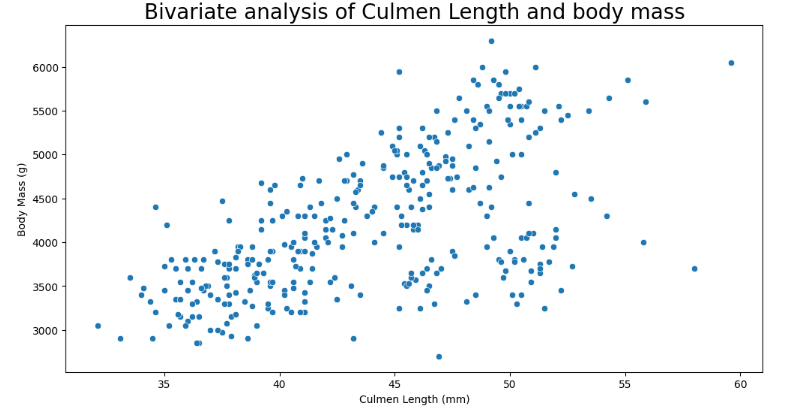 Bivariate analysis of Culmen Length and body mass
6000
5500
5000
4500
4000
3500
3000
Body Mass (g)
35 40 45 50 55 60
Culmen Length (mm)